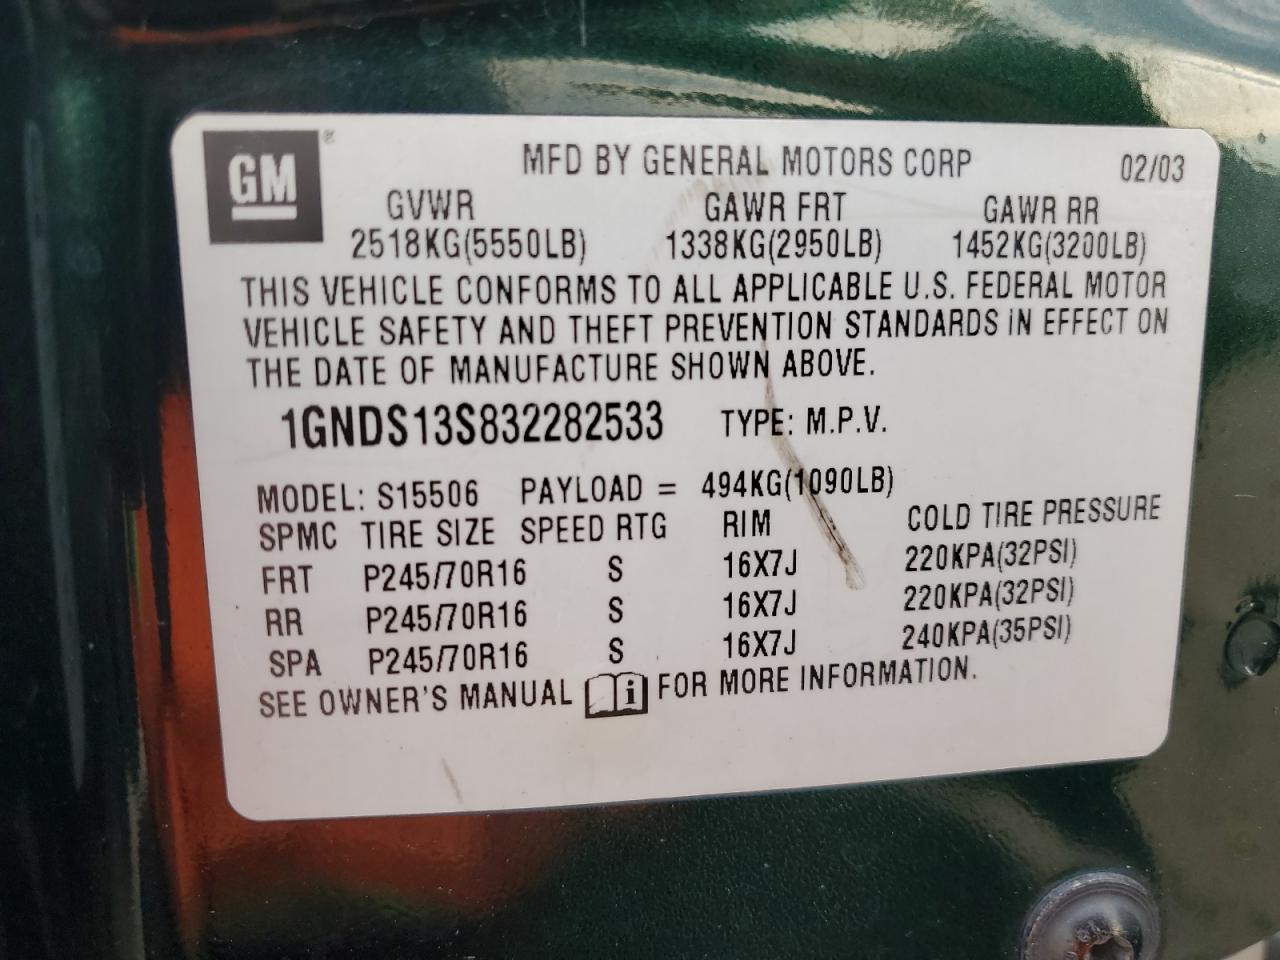 GM ® MFD BY GENERAL MOTORS CORP 02/03
GVWR GAWR FRT GAWR RR
2518KG(5550LB) 1338KG(2950LB) 1452KG(3200LB)
THIS VEHICLE CONFORMS TO ALL APPLICABLE U.S. FEDERAL MOTOR
VEHICLE SAFETY AND THEFT PREVENTION STANDARDS IN EFFECT ON
THE DATE OF MANUFACTURE SHOWN ABOVE.
1GNDS13S832282533 TYPE: M.P.V.
MODEL: S15506 PAYLOAD = 494KG(1090LB)
SPMC TIRE SIZE SPEED RTG RIM COLD TIRE PRESSURE
FRT P245/70R16 S 16X7J 220KPA(32PSI)
RR P245/70R16 S 16X7J 220KPA(32PSI)
SPA P245/70R16 S 16X7J 240KPA(35PSI)
SEE OWNER'S MANUAL i FOR MORE INFORMATION.